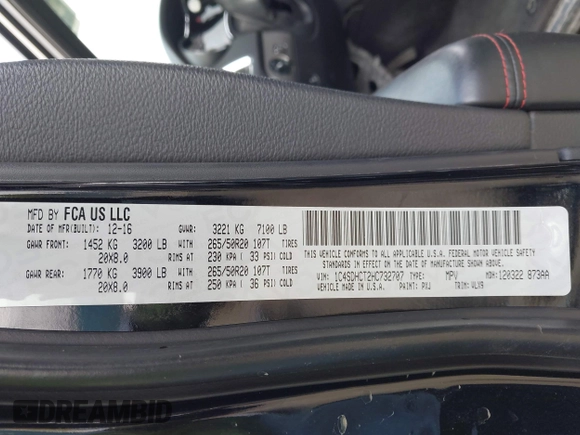 MFD BY FCA US LLC
DATE OF MFR(BUILT): 12-16 GVWR: 3221 KG 7100 LB
GAWR FRONT: 1452 KG 3200 LB WITH 265/50R20 107T TIRES
20X8.0 RIMS AT 230 KPA ( 33 PSI) COLD
GAWR REAR: 1770 KG 3900 LB WITH 265/50R20 107T TIRES
20X8.0 RIMS AT 250 KPA ( 36 PSI) COLD
THIS VEHICLE CONFORMS TO ALL APPLICABLE U.S.A. FEDERAL MOTOR VEHICLE SAFETY
STANDARDS IN EFFECT ON THE DATE OF MANUFACTURE SHOWN ABOVE.
VIN: 1C4SDHCT2HC732707 TYPE: MPV MDH: 120322 873AA
VEHICLE MADE IN U.S.A. PAINT: PXJ TRIM: VLX9
DREAMBID